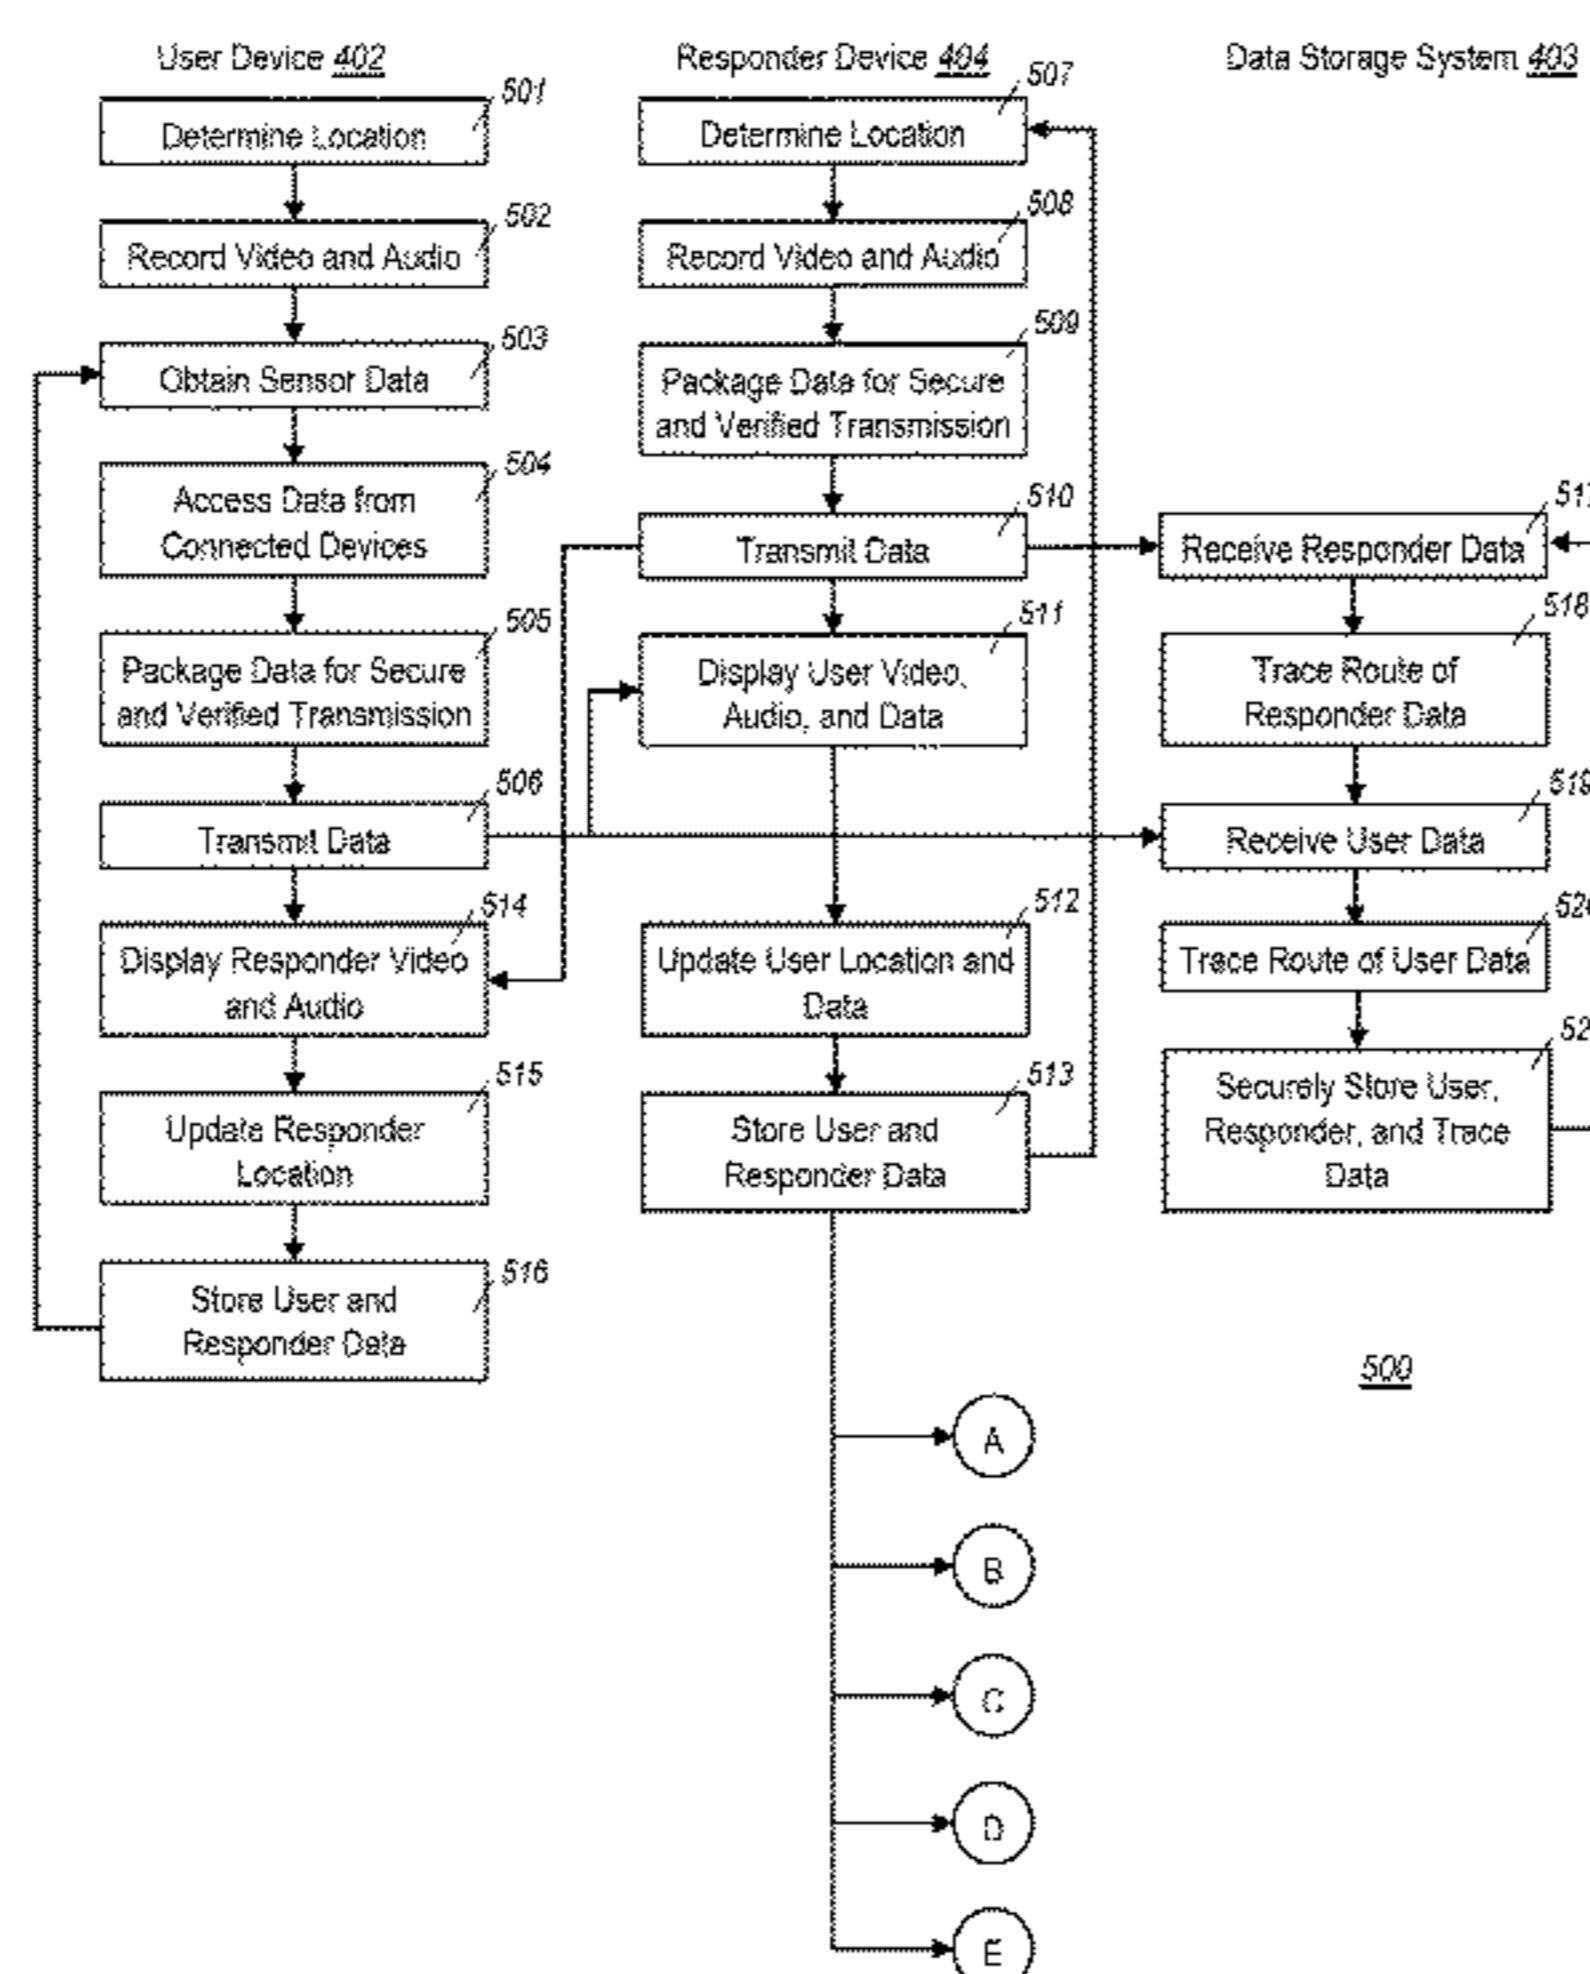 User Device 402
501
Determine Location
502
Record Video and Audio
503
Obtain Sensor Data
504
Access Data from
Connected Devices
505
Package Data for Secure
and Verified Transmission
506
Transmit Data
514
Display Responder Video
and Audio
515
Update Responder
Location
516
Store User and
Responder Data
Responder Device 404
507
Determine Location
508
Record Video and Audio
509
Package Data for Secure
and Verified Transmission
510
Transmit Data
511
Display User Video,
Audio, and Data
512
Update User Location and
Data
513
Store User and
Responder Data
A
B
C
D
E
Data Storage System 403
517
Receive Responder Data
518
Trace Route of
Responder Data
519
Receive User Data
520
Trace Route of User Data
52
Securely Store User,
Responder, and Trace
Data
500